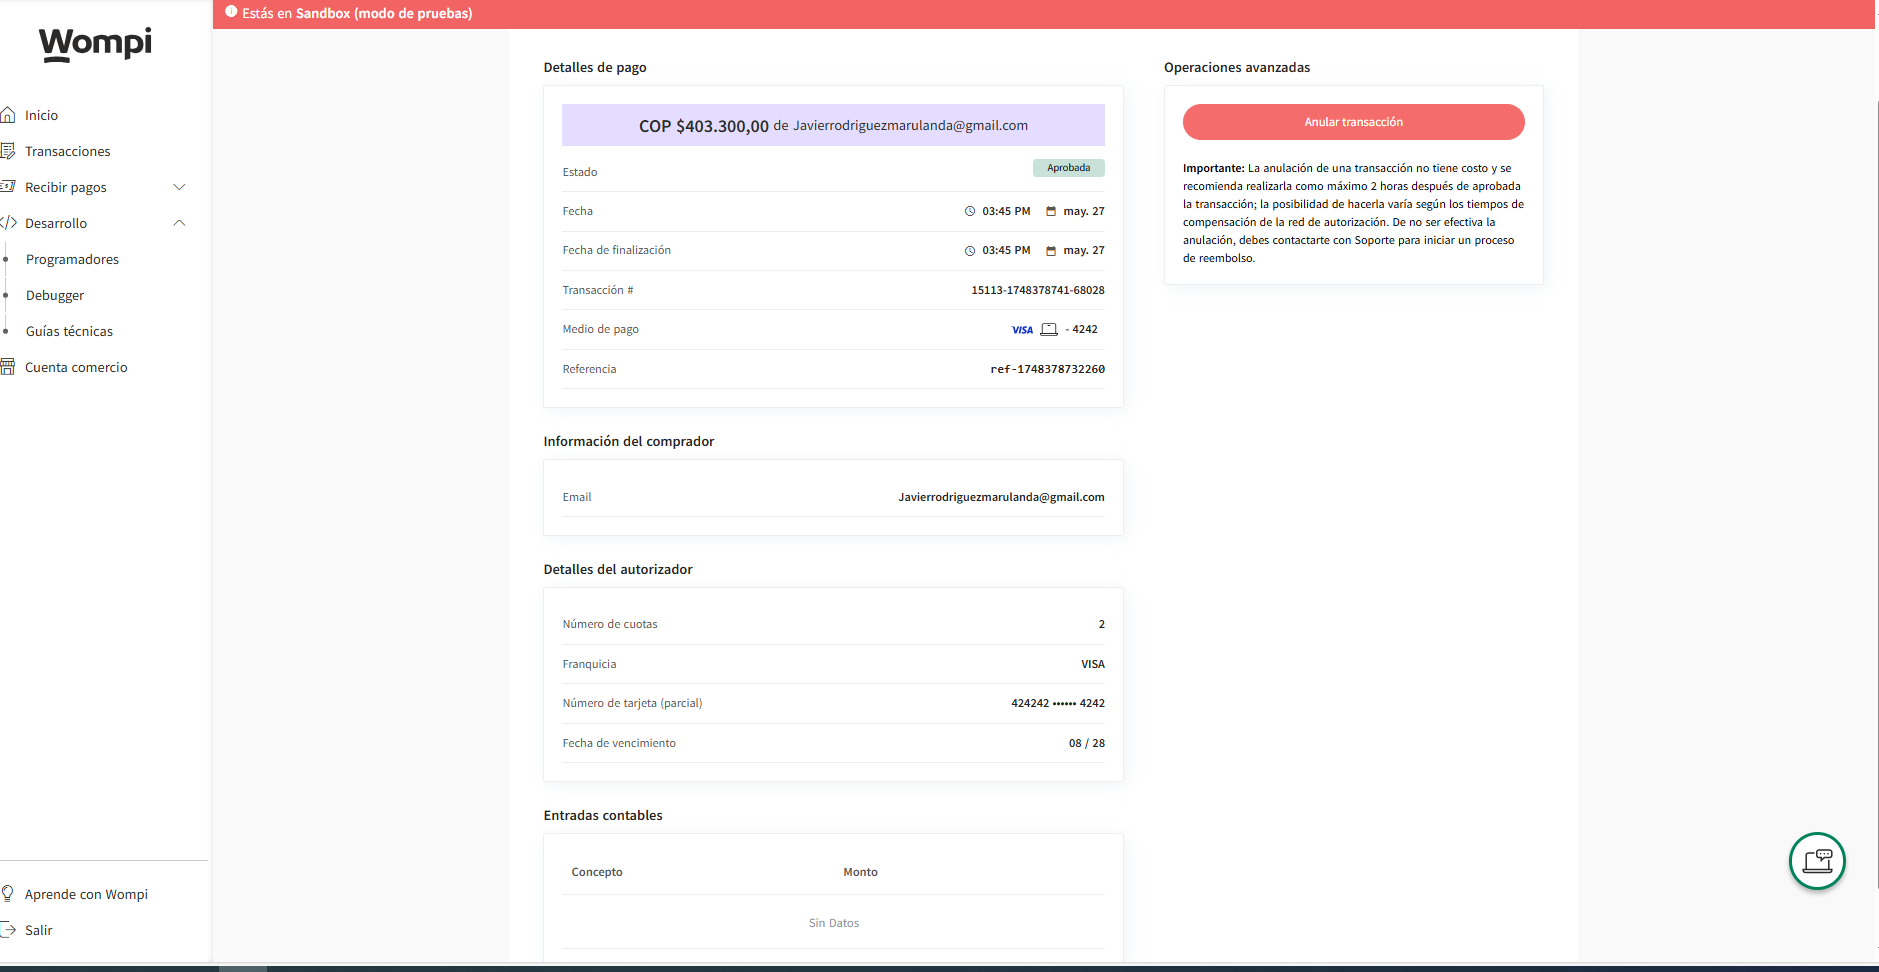 Estás en Sandbox (modo de pruebas)
Wompi
Inicio
Transacciones
Recibir pagos
Desarrollo
Programadores
Debugger
Guías técnicas
Cuenta comercio
Aprende con Wompi
Salir
Detalles de pago
COP $403.300,00 de Javierrodriguezmarulanda@gmail.com
Estado Aprobada
Fecha 03:45 PM may. 27
Fecha de finalización 03:45 PM may. 27
Transacción # 15113-1748378741-68028
Medio de pago VISA - 4242
Referencia ref-1748378732260
Información del comprador
Email Javierrodriguezmarulanda@gmail.com
Detalles del autorizador
Número de cuotas 2
Franquicia VISA
Número de tarjeta (parcial) 424242 •••••• 4242
Fecha de vencimiento 08 / 28
Entradas contables
Concepto Monto
Sin Datos
Operaciones avanzadas
Anular transacción
Importante: La anulación de una transacción no tiene costo y se
recomienda realizarla como máximo 2 horas después de aprobada
la transacción; la posibilidad de hacerla varía según los tiempos de
compensación de la red de autorización. De no ser efectiva la
anulación, debes contactarte con Soporte para iniciar un proceso
de reembolso.